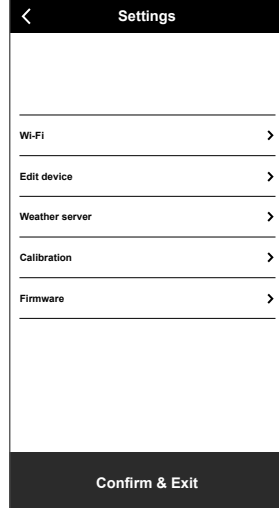 Settings
Wi-Fi
Edit device
Weather server
Calibration
Firmware
Confirm & Exit